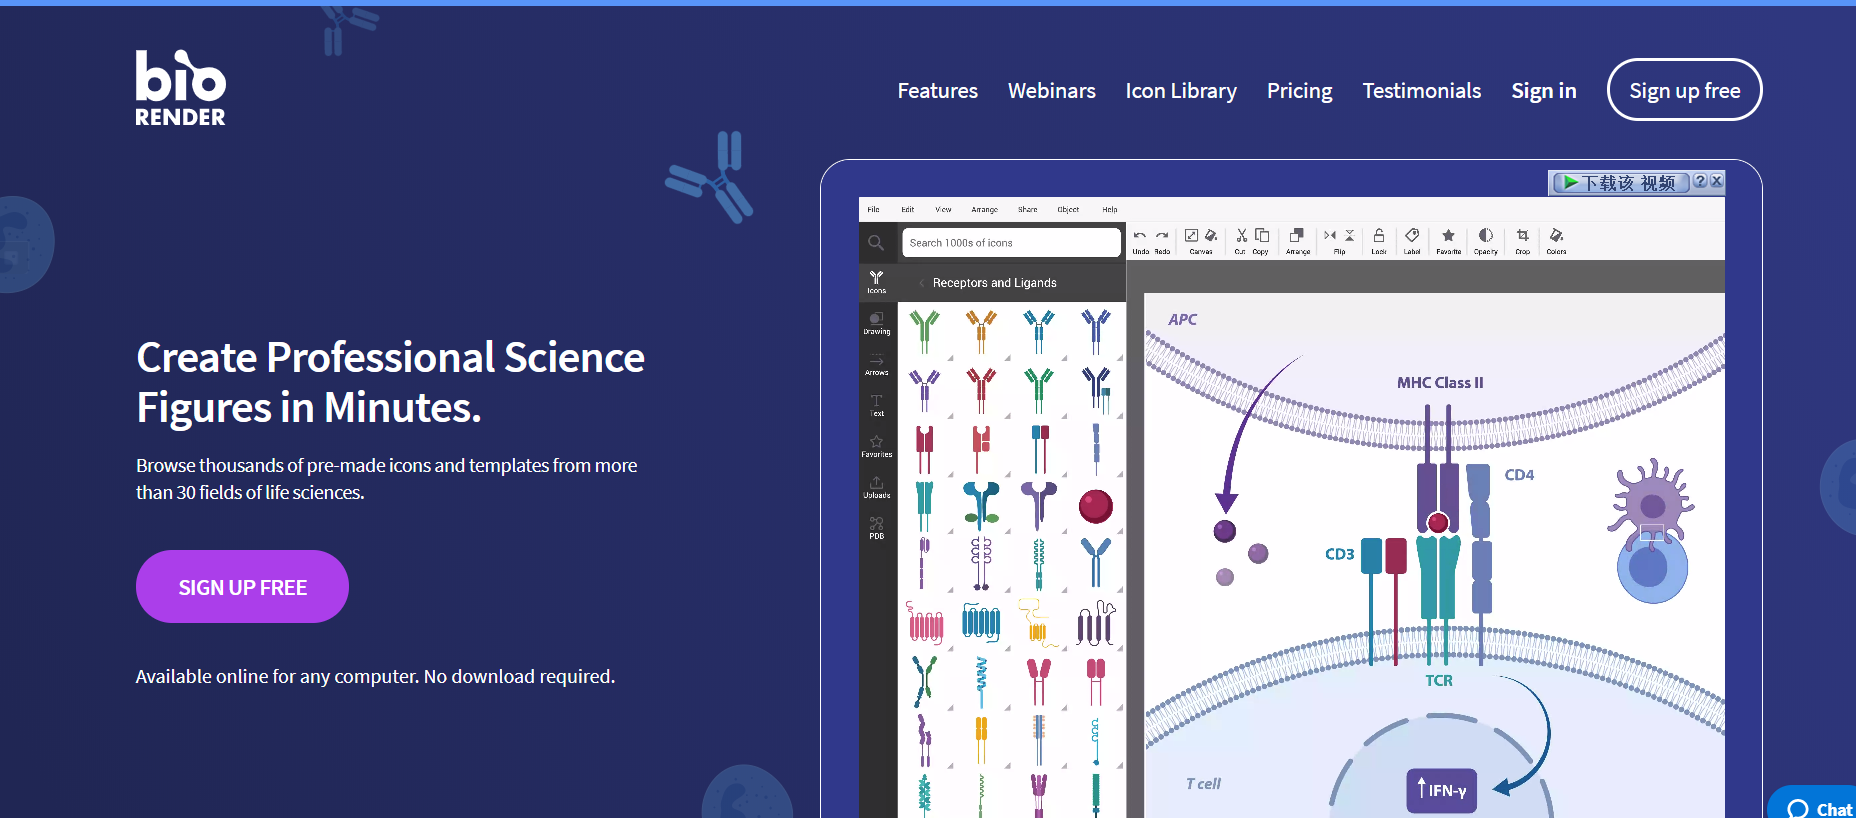 bio
RENDER
Features Webinars Icon Library Pricing Testimonials Sign in Sign up free
Create Professional Science
Figures in Minutes.
Browse thousands of pre-made icons and templates from more
than 30 fields of life sciences.
SIGN UP FREE
Available online for any computer. No download required.
下载该 视频 ? X
File Edit View Arrange Share Object Help
Search 1000s of icons
Undo Redo Canvas Cut Copy Arrange Flip Lock Label Favorite Opacity Crop Colors
Icons
Receptors and Ligands
Drawing
Arrows
Text
Favorites
Uploads
PDB
APC
MHC Class II
CD4
CD3
TCR
T cell
IFN-γ
Chat